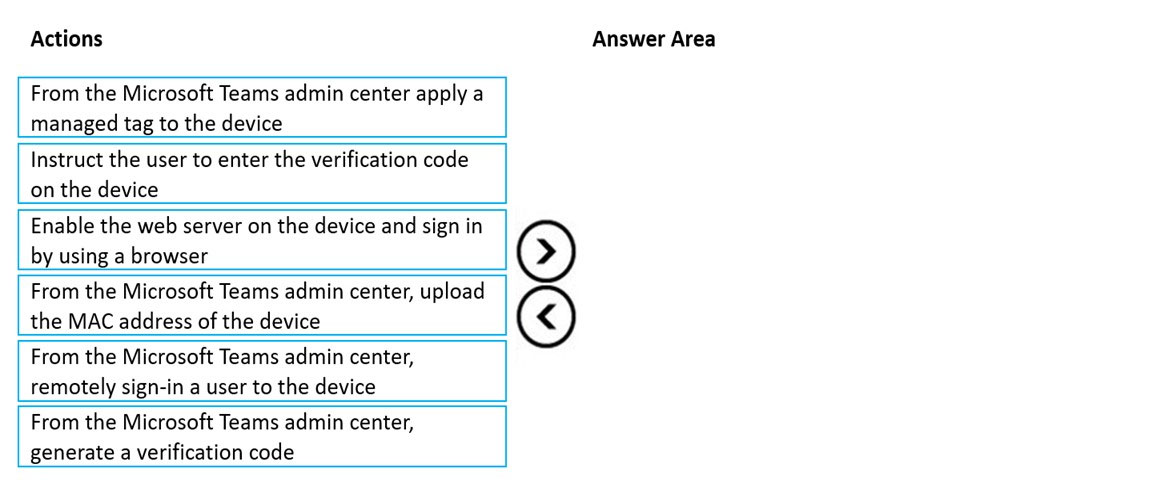 Actions
Answer Area
From the Microsoft Teams admin center apply a
managed tag to the device
Instruct the user to enter the verification code
on the device
Enable the web server on the device and sign in
by using a browser
From the Microsoft Teams admin center, upload
the MAC address of the device
From the Microsoft Teams admin center,
remotely sign-in a user to the device
From the Microsoft Teams admin center,
generate a verification code